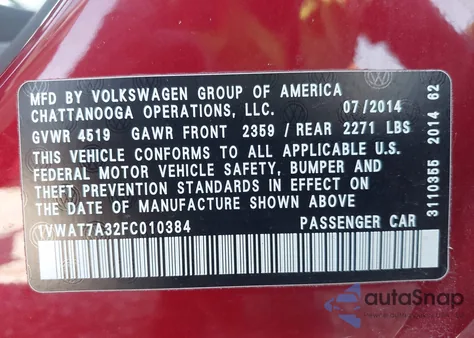 MFD BY VOLKSWAGEN GROUP OF AMERICA
CHATTANOOGA OPERATIONS, LLC. 07/2014
GVWR 4519 GAWR FRONT 2359 / REAR 2271 LBS
THIS VEHICLE CONFORMS TO ALL APPLICABLE U.S.
FEDERAL MOTOR VEHICLE SAFETY, BUMPER AND
THEFT PREVENTION STANDARDS IN EFFECT ON
THE DATE OF MANUFACTURE SHOWN ABOVE
1VWAT7A32FC010384 PASSENGER CAR
3110355 2014 62
autoSnap